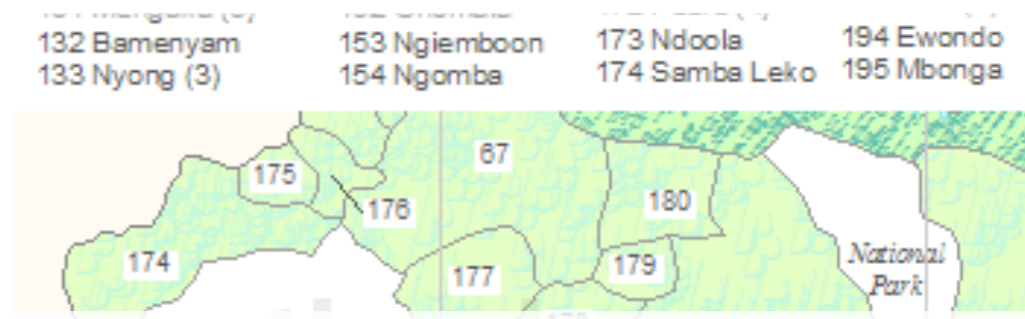 132 Bamenyam
133 Nyong (3)
153 Ngiemboon
154 Ngomba
173 Ndoola
174 Samba Leko
194 Ewondo
195 Mbonga
67
175
176
180
174
177
179
National
Park